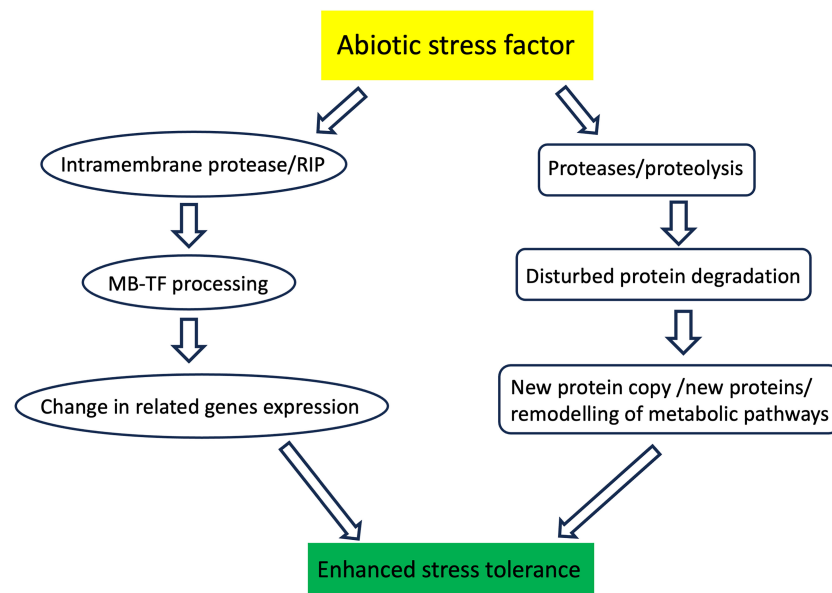 Abiotic stress factor
Intramembrane protease/RIP
Proteases/proteolysis
MB-TF processing
Disturbed protein degradation
Change in related genes expression
New protein copy /new proteins/
remodelling of metabolic pathways
Enhanced stress tolerance